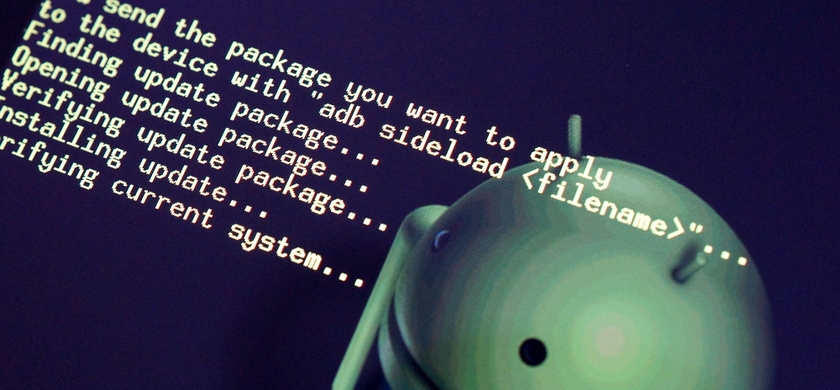 w send the package you want to apply
to the device with "adb sideload <filename>"...
Finding update package...
Opening update package...
Verifying update package...
Installing update...
erifying current system...